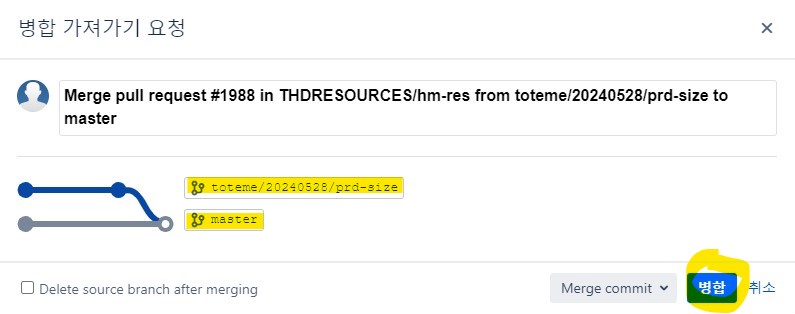 병합 가져가기 요청
Merge pull request #1988 in THDRESOURCES/hm-res from toteme/20240528/prd-size to
master
toteme/20240528/prd-size
master
Delete source branch after merging
Merge commit
병합
취소